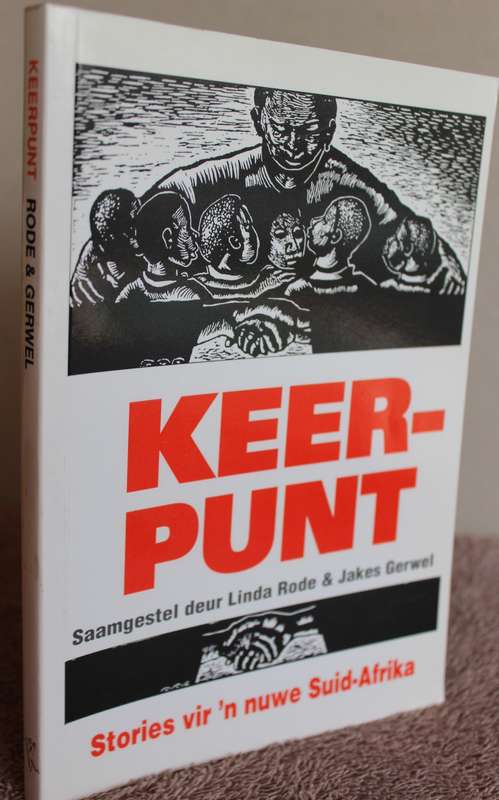 KEERPUNT RODE & GERWEL
KEER-
PUNT
Saamgestel deur Linda Rode & Jakes Gerwel
Stories vir 'n nuwe Suid-Afrika